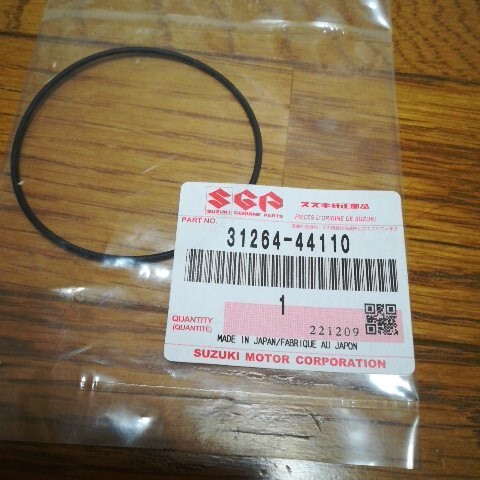 SGP
SUZUKI GENUINE PARTS
スズキ純正部品
PIECES D'ORIGINE DE SUZUKI
PART NO.
31264-44110
1
QUANTITY
(QUANTITÉ)
221209
MADE IN JAPAN/FABRIQUE AU JAPON
SUZUKI MOTOR CORPORATION